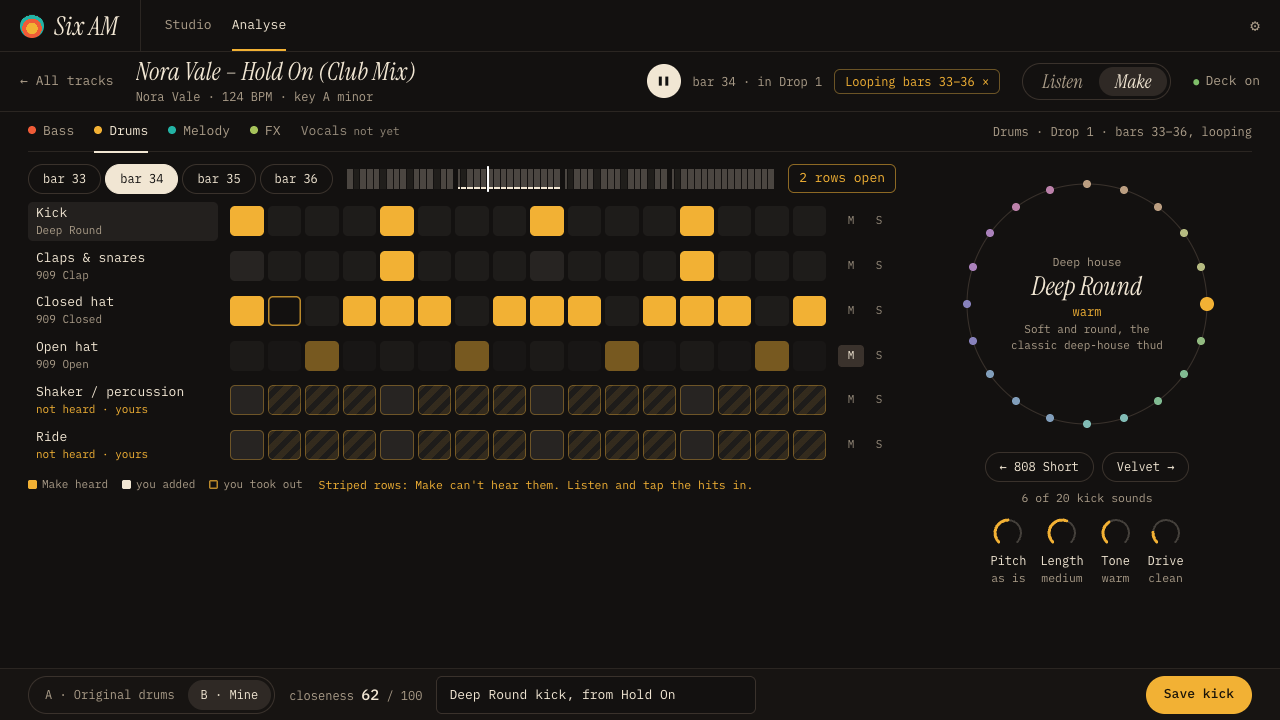 Six AM
Studio Analyse
← All tracks
Nora Vale – Hold On (Club Mix)
Nora Vale · 124 BPM · key A minor
bar 34 · in Drop 1
Looping bars 33–36 ×
Listen Make
Deck on
Bass Drums Melody FX Vocals not yet
Drums · Drop 1 · bars 33–36, looping
bar 33 bar 34 bar 35 bar 36
2 rows open
Kick
Deep Round
M S
Claps & snares
909 Clap
M S
Closed hat
909 Closed
M S
Open hat
909 Open
M S
Shaker / percussion
not heard · yours
M S
Ride
not heard · yours
M S
Make heard you added you took out Striped rows: Make can't hear them. Listen and tap the hits in.
Deep house
Deep Round
warm
Soft and round, the
classic deep-house thud
← 808 Short Velvet →
6 of 20 kick sounds
Pitch Length Tone Drive
as is medium warm clean
A · Original drums B · Mine
closeness 62 / 100
Deep Round kick, from Hold On
Save kick